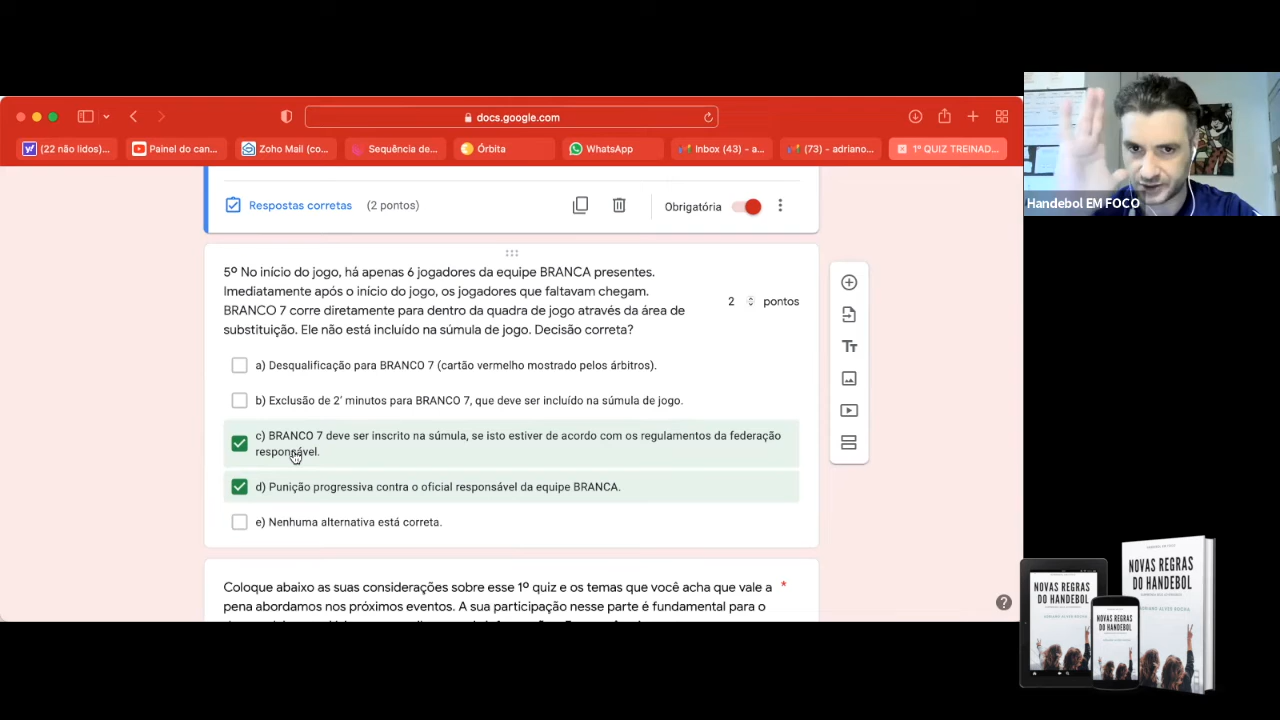 docs.google.com
(22 não lidos)...
Painel do can...
Zoho Mail (co...
Sequência de...
Órbita
WhatsApp
Inbox (43) - a...
(73) - adriano...
1º QUIZ TREINAD...
Handebol EM FOCO
Respostas corretas (2 pontos)
Obrigatória
5º No início do jogo, há apenas 6 jogadores da equipe BRANCA presentes.
Imediatamente após o início do jogo, os jogadores que faltavam chegam.
BRANCO 7 corre diretamente para dentro da quadra de jogo através da área de
substituição. Ele não está incluído na súmula de jogo. Decisão correta?
2 pontos
a) Desqualificação para BRANCO 7 (cartão vermelho mostrado pelos árbitros).
b) Exclusão de 2’ minutos para BRANCO 7, que deve ser incluído na súmula de jogo.
c) BRANCO 7 deve ser inscrito na súmula, se isto estiver de acordo com os regulamentos da federação
responsável.
d) Punição progressiva contra o oficial responsável da equipe BRANCA.
e) Nenhuma alternativa está correta.
Coloque abaixo as suas considerações sobre esse 1º quiz e os temas que você acha que vale a *
pena abordamos nos próximos eventos. A sua participação nesse parte é fundamental para o
Tт
?
NOVAS REGRAS
DO HANDEBOL
NOVAS REGRAS
DO HANDEBOL
NOVAS REGRAS
DO HANDEBOL